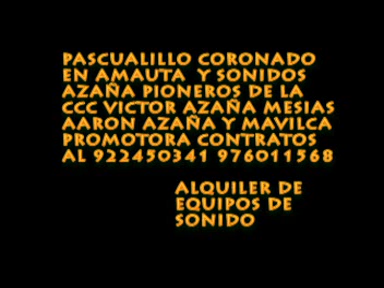 PASCUALILLO CORONADO
EN AMAUTA Y SONIDOS
AZAÑA PIONEROS DE LA
CCC VICTOR AZAÑA MESIAS
AARON AZAÑA Y MAVILCA
PROMOTORA CONTRATOS
AL 922450341 976011568
ALQUILER DE
EQUIPOS DE
SONIDO